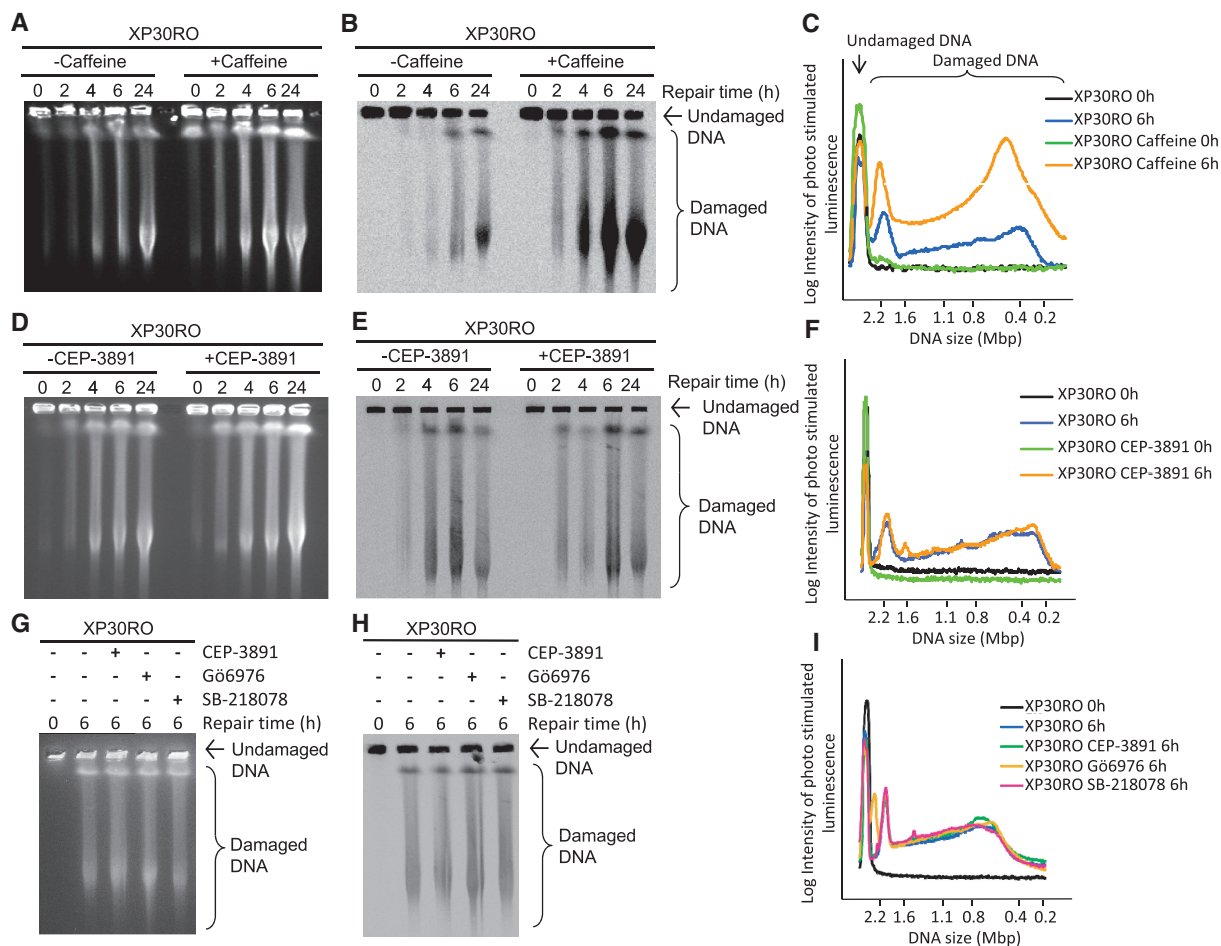 A
XP30RO
-Caffeine +Caffeine
0 2 4 6 24 0 2 4 6 24
B
XP30RO
-Caffeine +Caffeine
0 2 4 6 24 0 2 4 6 24 Repair time (h)
Undamaged
DNA
Damaged
DNA
C
Undamaged DNA
Damaged DNA
XP30RO 0h
XP30RO 6h
XP30RO Caffeine 0h
XP30RO Caffeine 6h
Log Intensity of photo stimulated
luminescence
2.2 1.6 1.1 0.8 0.4 0.2
DNA size (Mbp)
D
XP30RO
-CEP-3891 +CEP-3891
0 2 4 6 24 0 2 4 6 24
E
XP30RO
-CEP-3891 +CEP-3891
0 2 4 6 24 0 2 4 6 24 Repair time (h)
Undamaged
DNA
Damaged
DNA
F
XP30RO 0h
XP30RO 6h
XP30RO CEP-3891 0h
XP30RO CEP-3891 6h
Log Intensity of photo stimulated
luminescence
2.2 1.6 1.1 0.8 0.4 0.2
DNA size (Mbp)
G
XP30RO
- - + - - CEP-3891
- - - + - Gö6976
- - - - + SB-218078
0 6 6 6 6 Repair time (h)
Undamaged
DNA
Damaged
DNA
H
XP30RO
- - + - - CEP-3891
- - - + - Gö6976
- - - - + SB-218078
0 6 6 6 6 Repair time (h)
Undamaged
DNA
Damaged
DNA
I
XP30RO 0h
XP30RO 6h
XP30RO CEP-3891 6h
XP30RO Gö6976 6h
XP30RO SB-218078 6h
Log Intensity of photo stimulated
luminescence
2.2 1.6 1.1 0.8 0.4 0.2
DNA size (Mbp)